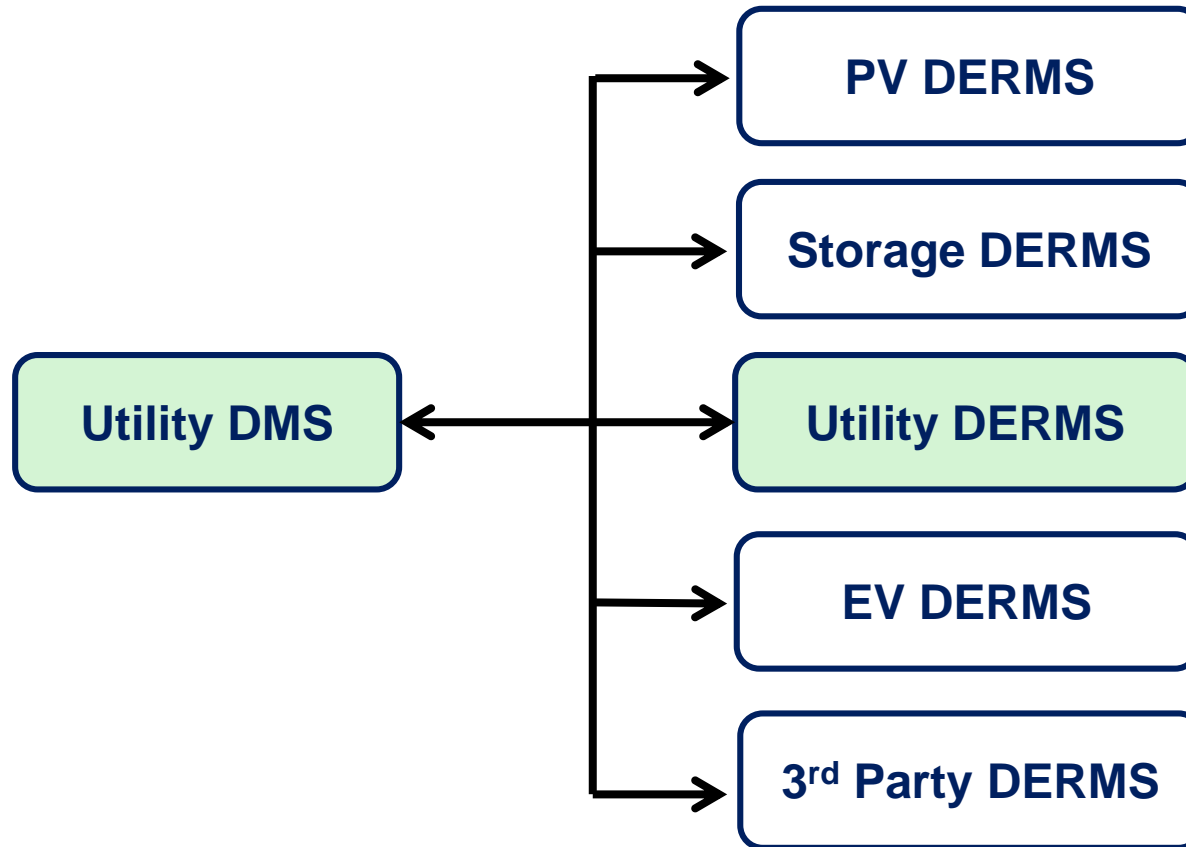 PV DERMS
Storage DERMS
Utility DMS
Utility DERMS
EV DERMS
3rd Party DERMS